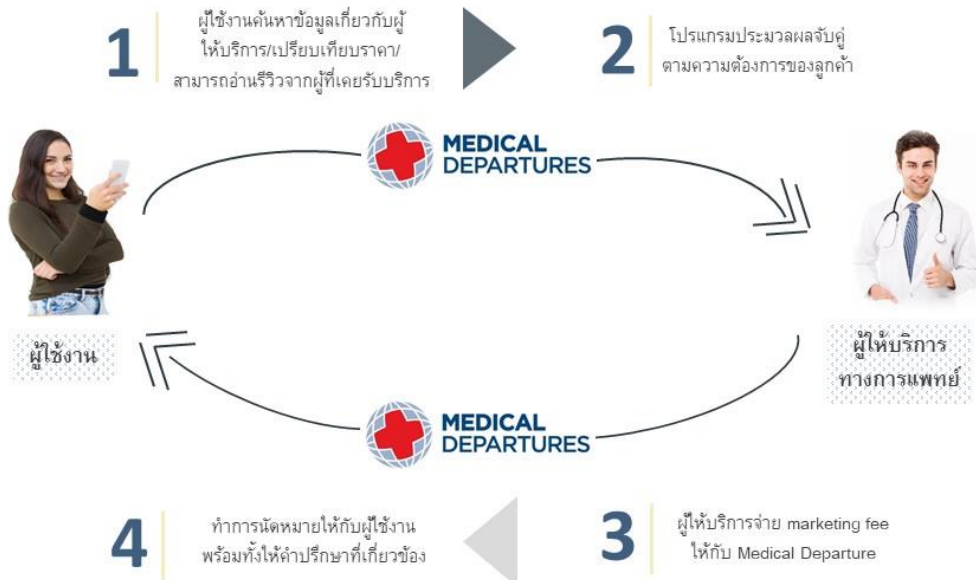 1
ผู้ใช้งานค้นหาข้อมูลเกี่ยวกับผู้
ให้บริการ/เปรียบเทียบราคา/
สามารถอ่านรีวิวจากผู้ที่เคยรับบริการ
2
โปรแกรมประมวลผลจับคู่
ตามความต้องการของลูกค้า
MEDICAL
DEPARTURES
ผู้ใช้งาน
ผู้ให้บริการ
ทางการแพทย์
MEDICAL
DEPARTURES
4
ทำการนัดหมายให้กับผู้ใช้งาน
พร้อมทั้งให้คำปรึกษาที่เกี่ยวข้อง
3
ผู้ให้บริการจ่าย marketing fee
ให้กับ Medical Departure